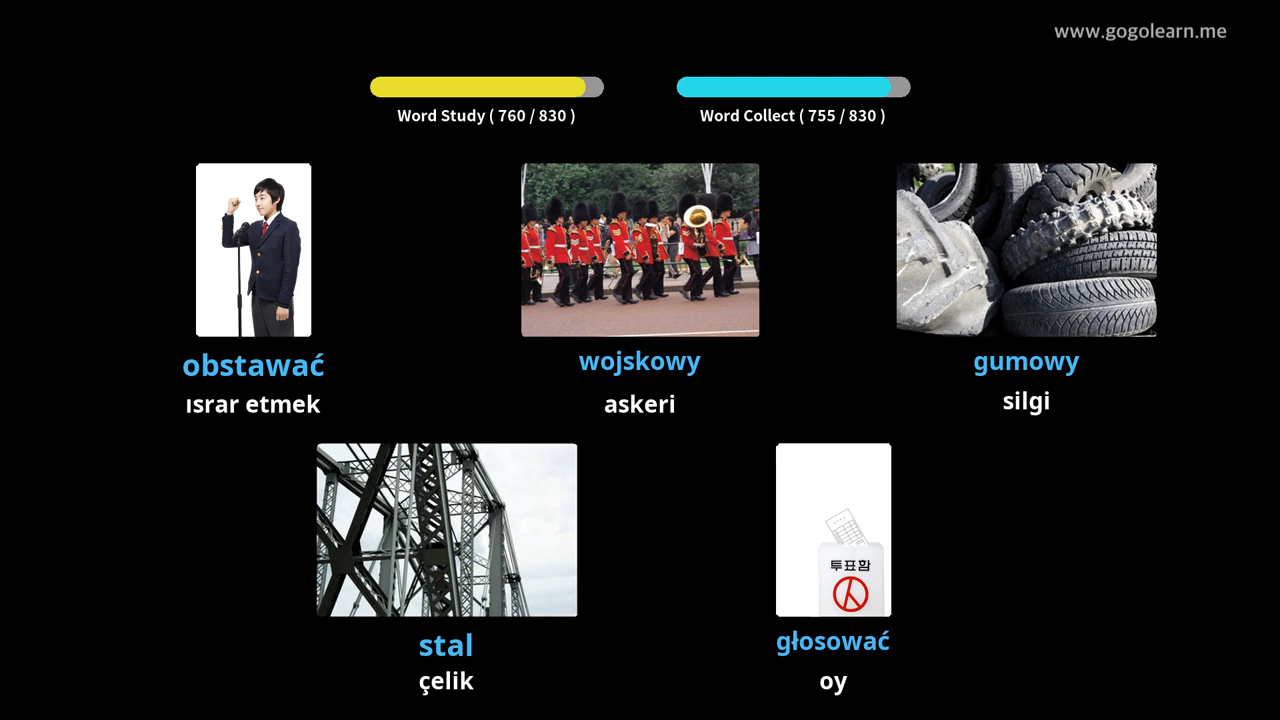 www.gogolearn.me
Word Study ( 760 / 830 )
Word Collect ( 755 / 830 )
obstawać
ısrar etmek
wojskowy
askeri
gumowy
silgi
투표함
stal
çelik
głosować
oy